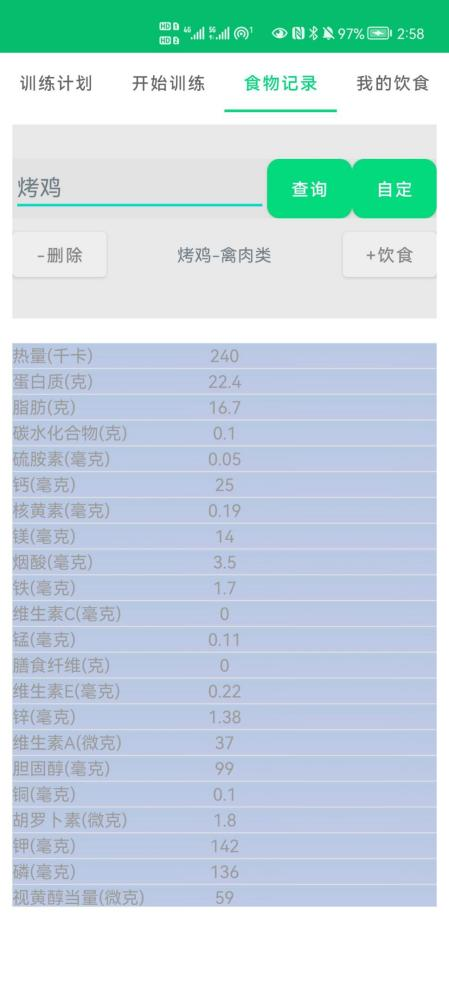 97% 2:58
训练计划 开始训练 食物记录 我的饮食
烤鸡 查询 自定
-删除 烤鸡-禽肉类 +饮食
热量(千卡) 240
蛋白质(克) 22.4
脂肪(克) 16.7
碳水化合物(克) 0.1
硫胺素(毫克) 0.05
钙(毫克) 25
核黄素(毫克) 0.19
镁(毫克) 14
烟酸(毫克) 3.5
铁(毫克) 1.7
维生素C(毫克) 0
锰(毫克) 0.11
膳食纤维(克) 0
维生素E(毫克) 0.22
锌(毫克) 1.38
维生素A(微克) 37
胆固醇(毫克) 99
铜(毫克) 0.1
胡罗卜素(微克) 1.8
钾(毫克) 142
磷(毫克) 136
视黄醇当量(微克) 59